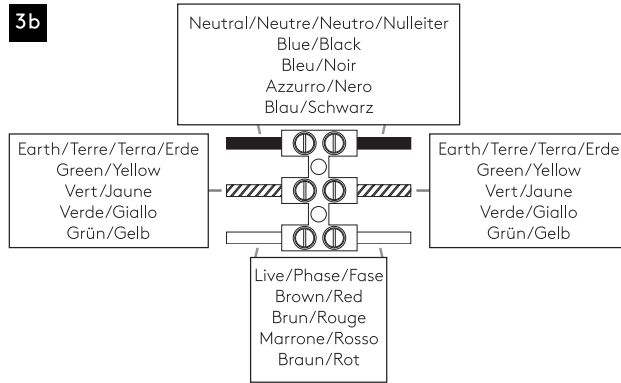 3b
Neutral/Neutre/Neutro/Nulleiter
Blue/Black
Bleu/Noir
Azzurro/Nero
Blau/Schwarz
Earth/Terre/Terra/Erde
Green/Yellow
Vert/Jaune
Verde/Giallo
Grün/Gelb
Earth/Terre/Terra/Erde
Green/Yellow
Vert/Jaune
Verde/Giallo
Grün/Gelb
Live/Phase/Fase
Brown/Red
Brun/Rouge
Marrone/Rosso
Braun/Rot